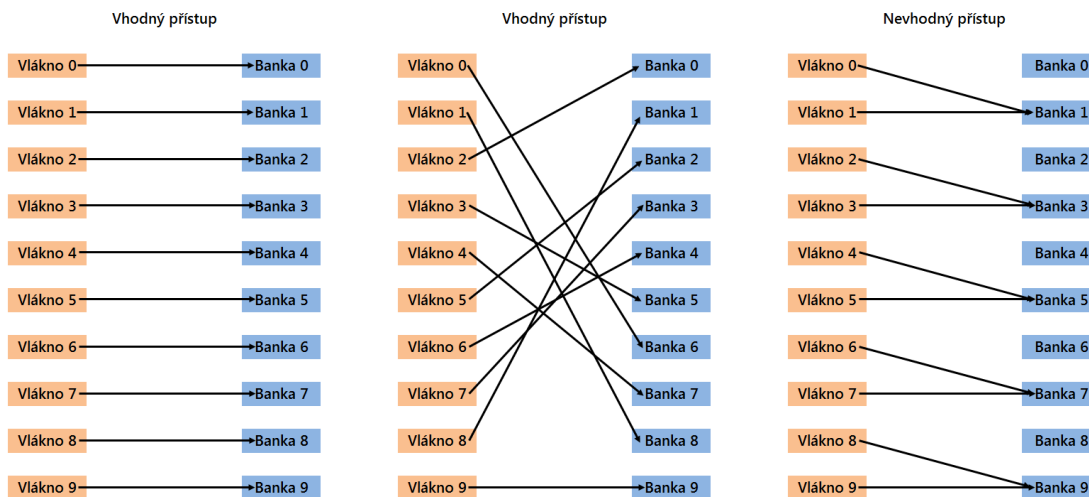 Vhodný přístup
Vlákno 0 Banka 0
Vlákno 1 Banka 1
Vlákno 2 Banka 2
Vlákno 3 Banka 3
Vlákno 4 Banka 4
Vlákno 5 Banka 5
Vlákno 6 Banka 6
Vlákno 7 Banka 7
Vlákno 8 Banka 8
Vlákno 9 Banka 9
Vhodný přístup
Vlákno 0 Banka 0
Vlákno 1 Banka 1
Vlákno 2 Banka 2
Vlákno 3 Banka 3
Vlákno 4 Banka 4
Vlákno 5 Banka 5
Vlákno 6 Banka 6
Vlákno 7 Banka 7
Vlákno 8 Banka 8
Vlákno 9 Banka 9
Nevhodný přístup
Vlákno 0 Banka 0
Vlákno 1 Banka 1
Vlákno 2 Banka 2
Vlákno 3 Banka 3
Vlákno 4 Banka 4
Vlákno 5 Banka 5
Vlákno 6 Banka 6
Vlákno 7 Banka 7
Vlákno 8 Banka 8
Vlákno 9 Banka 9